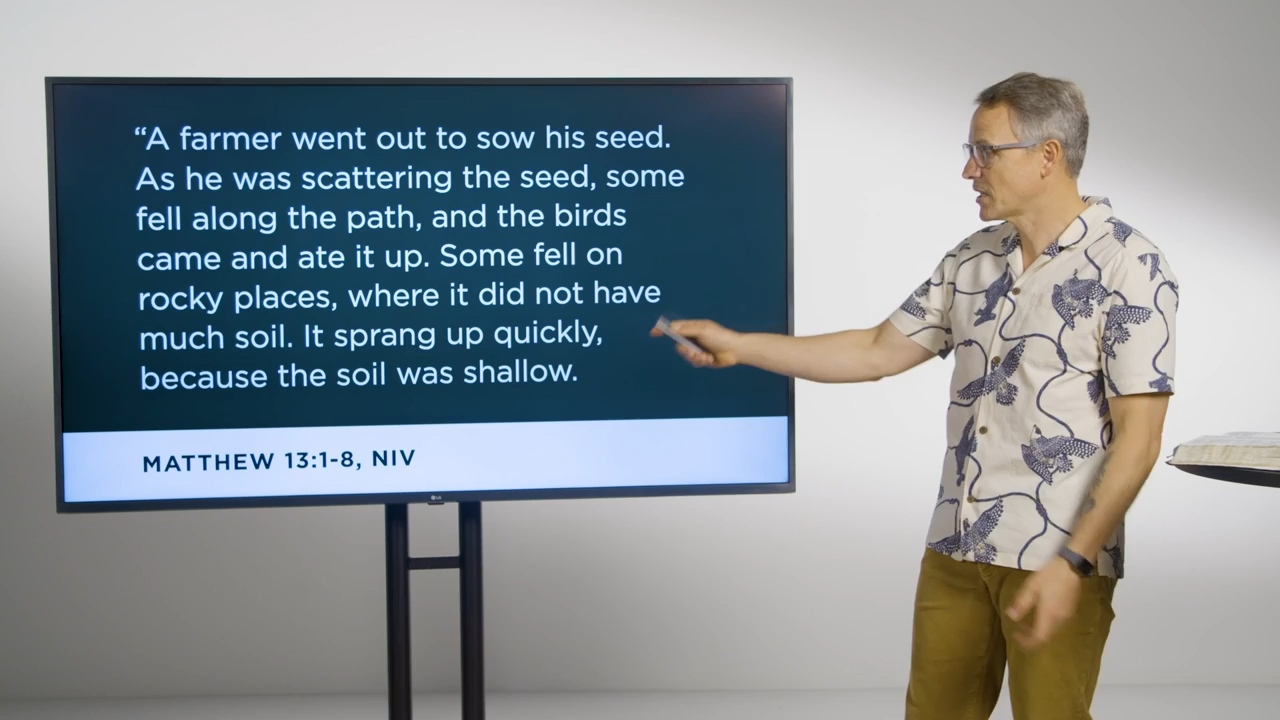 “A farmer went out to sow his seed.
As he was scattering the seed, some
fell along the path, and the birds
came and ate it up. Some fell on
rocky places, where it did not have
much soil. It sprang up quickly,
because the soil was shallow.
MATTHEW 13:1-8, NIV
LG